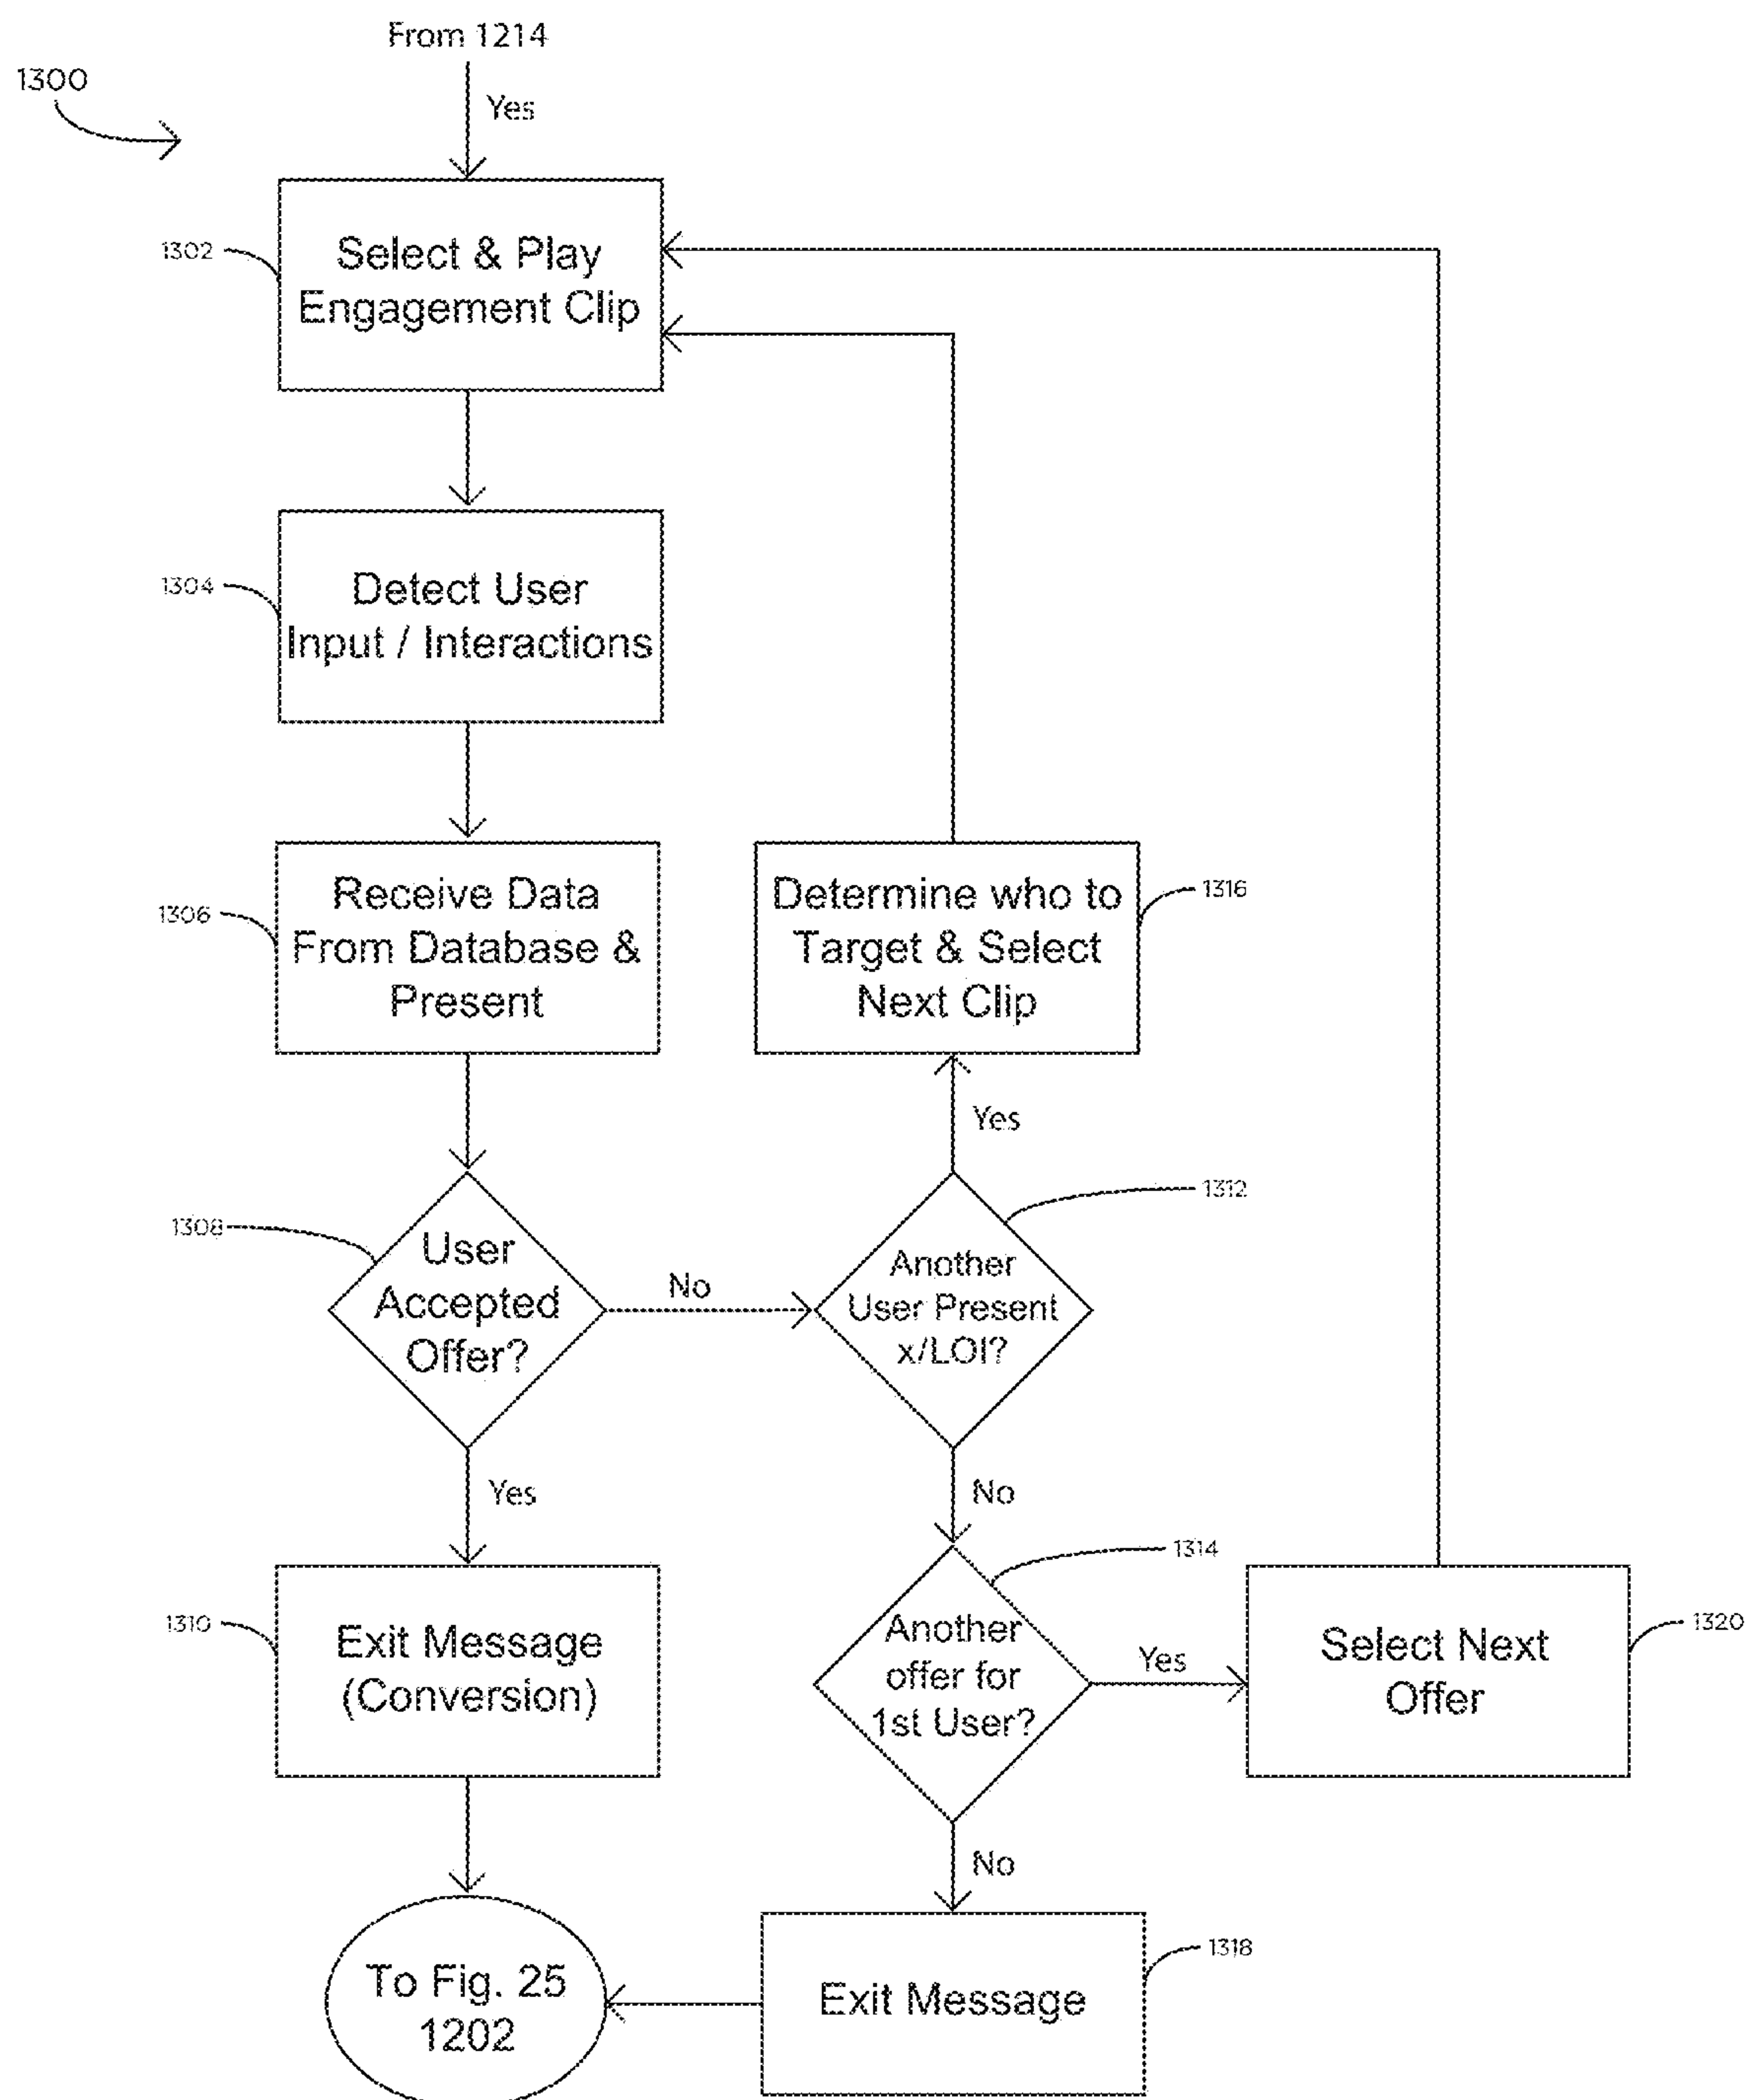 From 1214
1300
Yes
1302
Select & Play
Engagement Clip
1304
Detect User
Input / Interactions
1306
Receive Data
From Database &
Present
Determine who to
Target & Select
Next Clip
1316
Yes
1308
User
Accepted
Offer?
No
1312
Another
User Present
x/LOI?
Yes
No
1314
1310
Exit Message
(Conversion)
Another
offer for
1st User?
Yes
Select Next
Offer
1320
No
To Fig. 25
1202
Exit Message
1318